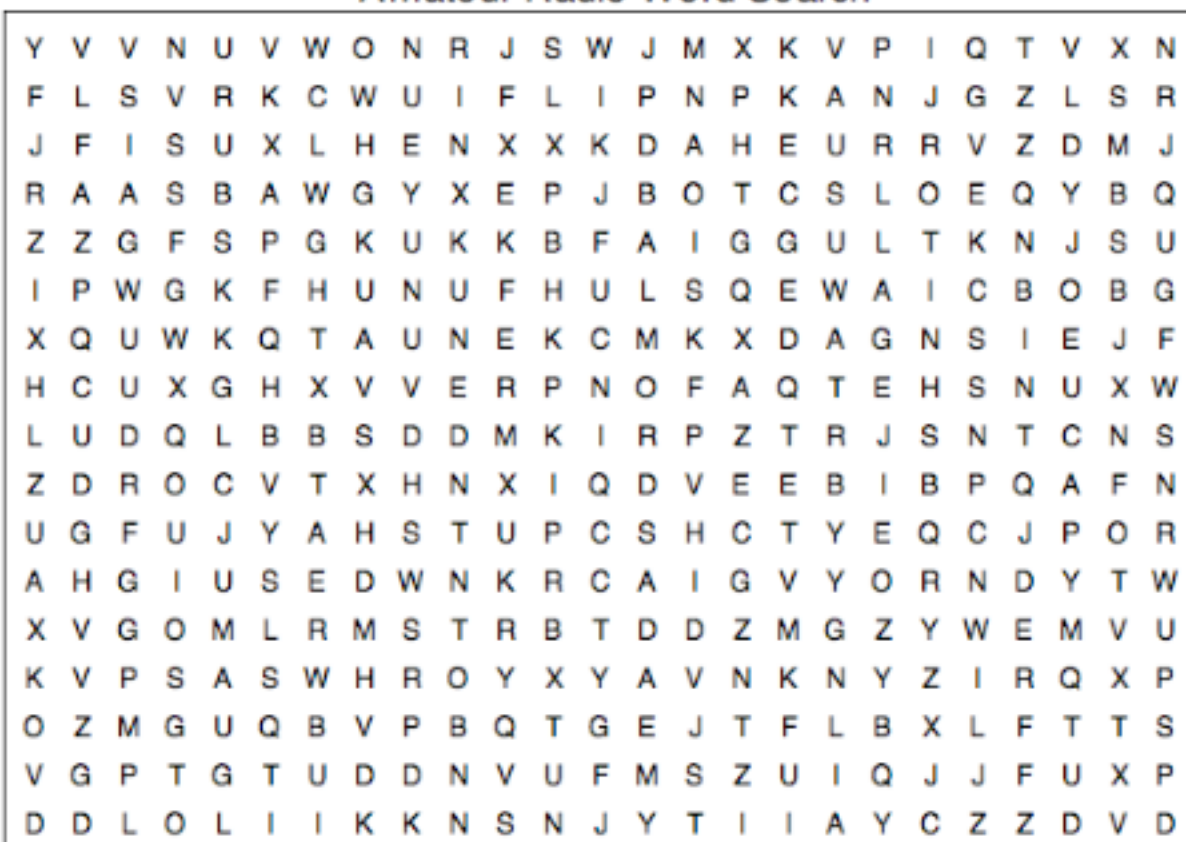 Y V V N U V W O N R J S W J M X K V P I Q T V X N
F L S V R K C W U I F L I P N P K A N J G Z L S R
J F I S U X L H E N X X K D A H E U R R V Z D M J
R A A S B A W G Y X E P J B O T C S L O E Q Y B Q
Z Z G F S P G K U K K B F A I G G U L T K N J S U
I P W G K F H U N U F H U L S Q E W A I C B O B G
X Q U W K Q T A U N E K C M K X D A G N S I E J F
H C U X G H X V V E R P N O F A Q T E H S N U X W
L U D Q L B B S D D M K I R P Z T R J S N T C N S
Z D R O C V T X H N X I Q D V E E B I B P Q A F N
U G F U J Y A H S T U P C S H C T Y E Q C J P O R
A H G I U S E D W N K R C A I G V Y O R N D Y T W
X V G O M L R M S T R B T D D Z M G Z Y W E M V U
K V P S A S W H R O Y X Y A V N K N Y Z I R Q X P
O Z M G U Q B V P B Q T G E J T F L B X L F T T S
V G P T G T U D D N V U F M S Z U I Q J J F U X P
D D L O L I I K K N S N J Y T I I A Y C Z Z D V D